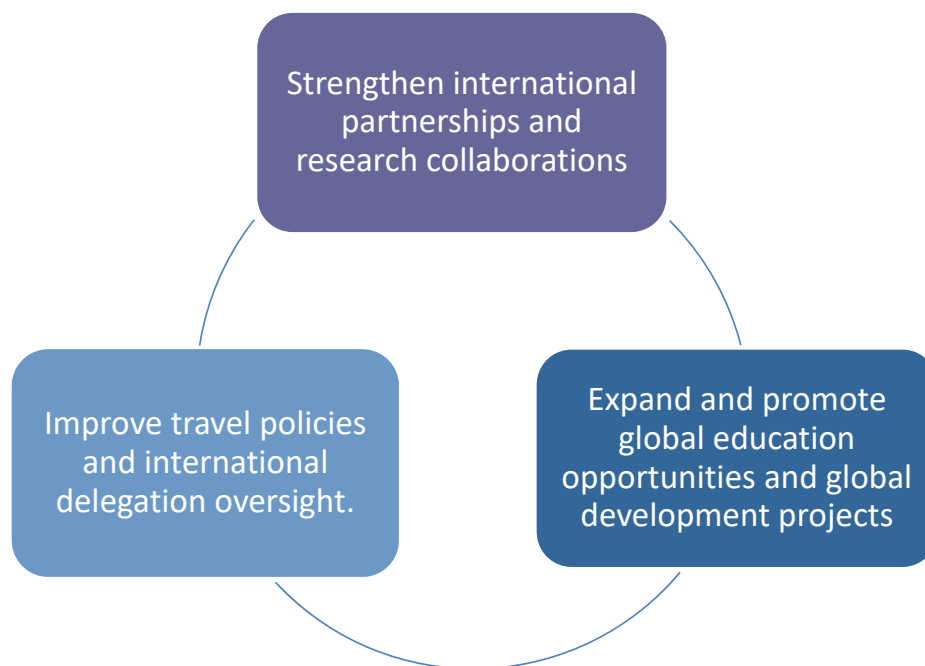 Strengthen international
partnerships and
research collaborations
Improve travel policies
and international
delegation oversight.
Expand and promote
global education
opportunities and global
development projects